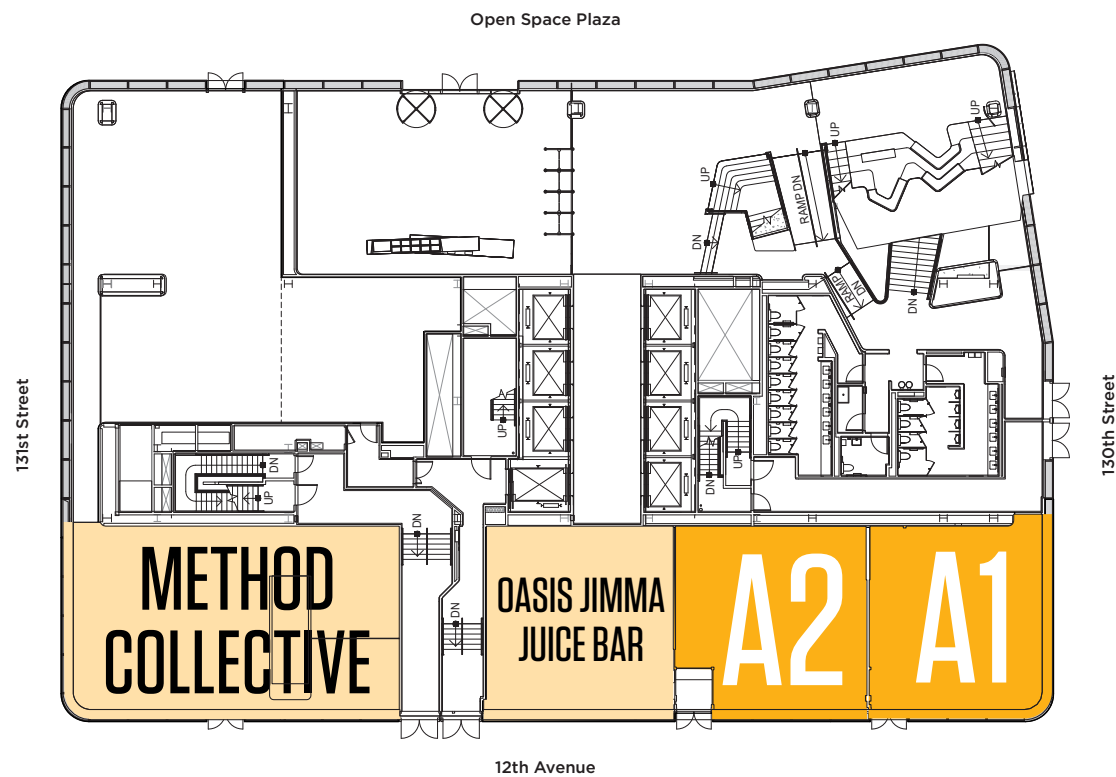 Open Space Plaza
UP
UP
UP
RAMP DN
DN
RAMP
DN
DN
131st Street
130th Street
UP
UP
DN
DN
UP
DN
DN
METHOD
COLLECTIVE
OASIS JIMMA
JUICE BAR
A2
A1
12th Avenue